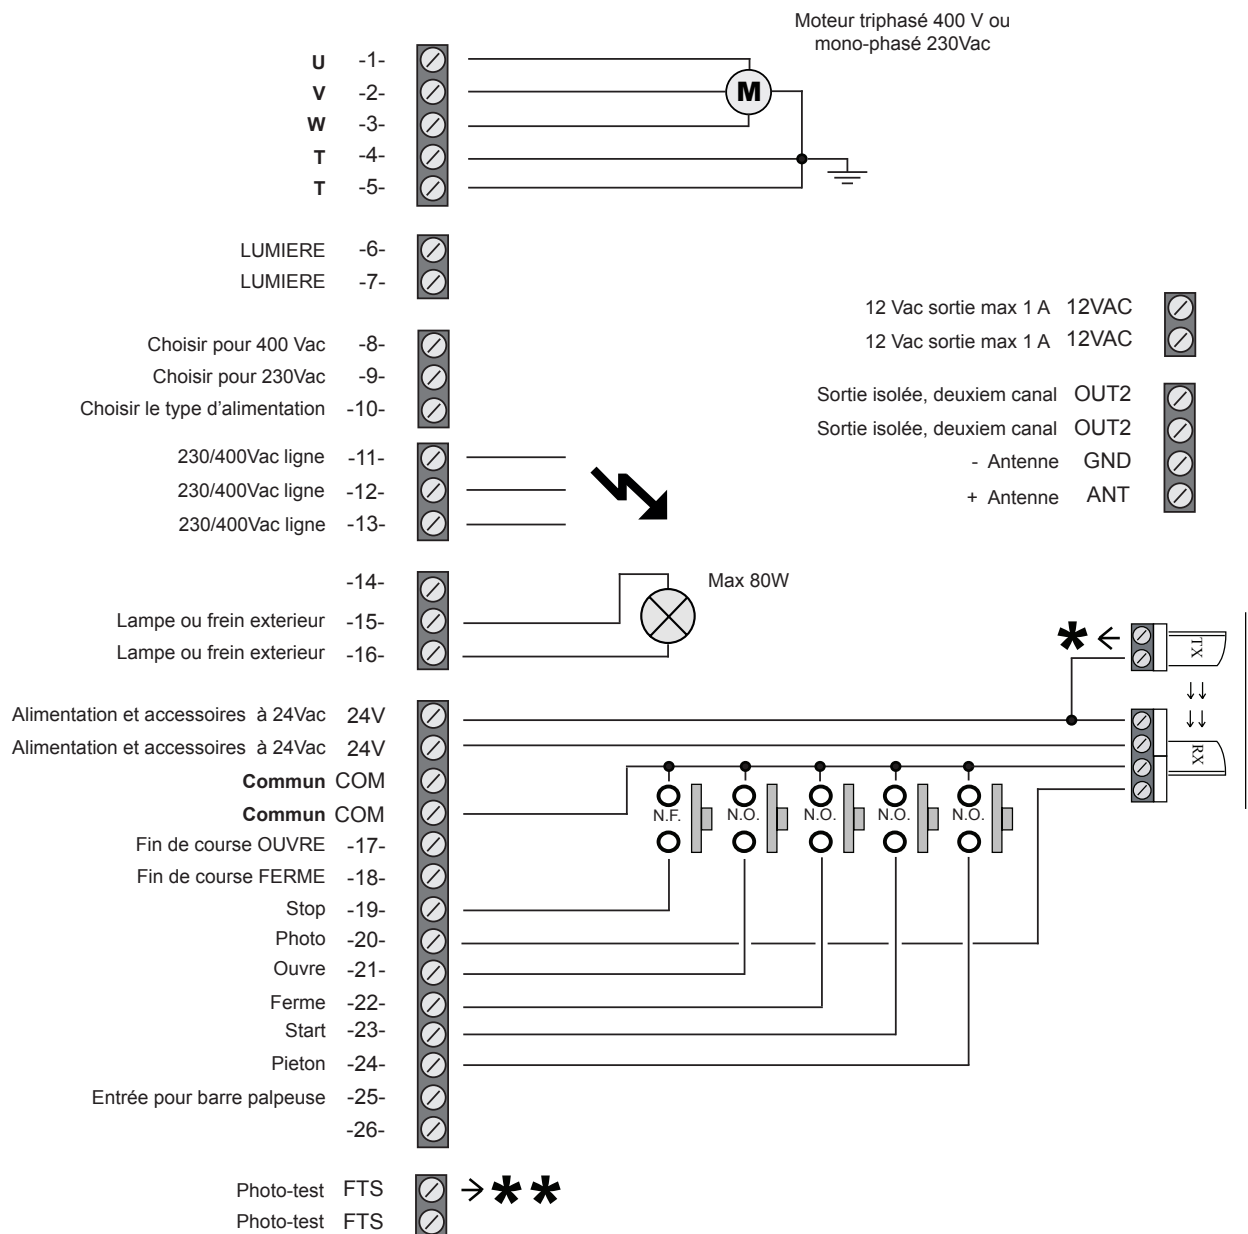 Moteur triphasé 400 V ou
mono-phasé 230Vac
U -1-
V -2-
M
W -3-
T -4-
T -5-
LUMIERE -6-
LUMIERE -7-
12 Vac sortie max 1 A 12VAC
12 Vac sortie max 1 A 12VAC
Choisir pour 400 Vac -8-
Choisir pour 230Vac -9-
Choisir le type d'alimentation -10-
Sortie isolée, deuxiem canal OUT2
Sortie isolée, deuxiem canal OUT2
- Antenne GND
+ Antenne ANT
230/400Vac ligne -11-
230/400Vac ligne -12-
230/400Vac ligne -13-
-14-
Max 80W
Lampe ou frein exterieur -15-
Lampe ou frein exterieur -16-
* ←
TX
↓↓
↓↓
RX
Alimentation et accessoires à 24Vac 24V
Alimentation et accessoires à 24Vac 24V
Commun COM
Commun COM
N.F. N.O. N.O. N.O. N.O.
Fin de course OUVRE -17-
Fin de course FERME -18-
Stop -19-
Photo -20-
Ouvre -21-
Ferme -22-
Start -23-
Pieton -24-
Entrée pour barre palpeuse -25-
-26-
Photo-test FTS → * *
Photo-test FTS